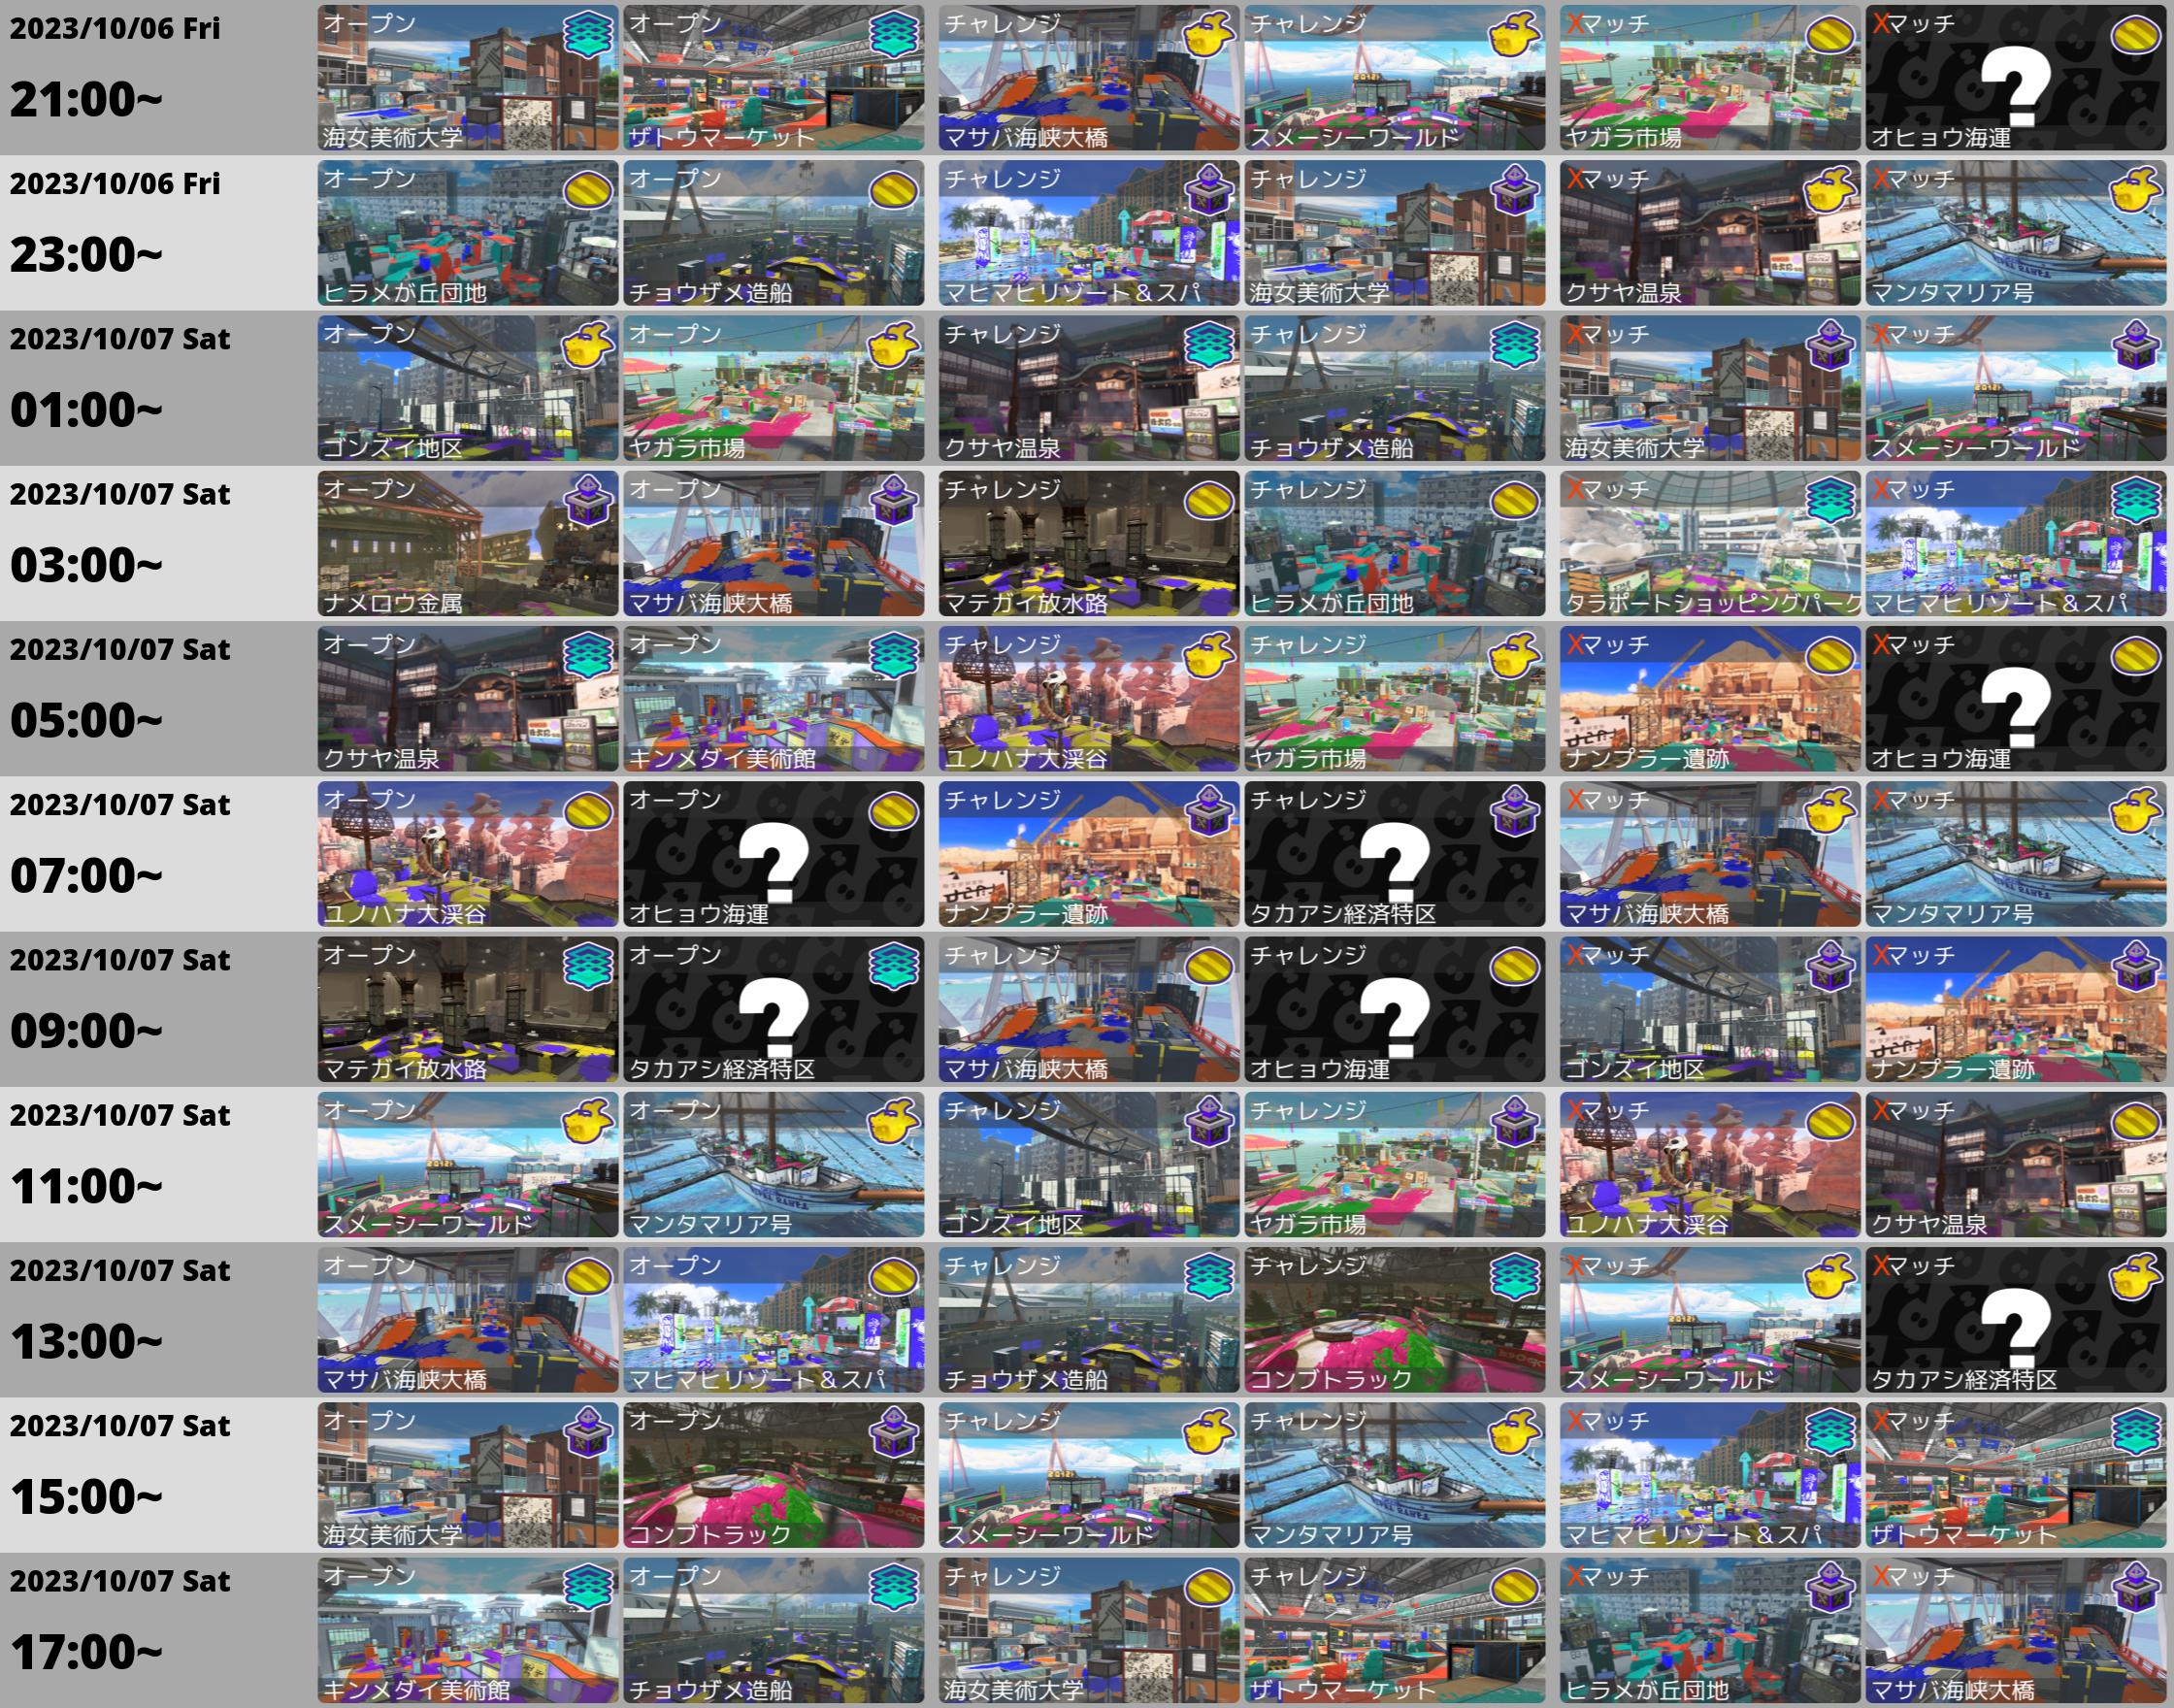 2023/10/06 Fri
21:00~
オープン
海女美術大学
オープン
ザトウマーケット
チャレンジ
マサバ海峡大橋
チャレンジ
スメーシーワールド
Xマッチ
ヤガラ市場
Xマッチ
オヒョウ海運
2023/10/06 Fri
23:00~
オープン
ヒラメが丘団地
オープン
チョウザメ造船
チャレンジ
マヒマヒリゾート＆スパ
チャレンジ
海女美術大学
Xマッチ
クサヤ温泉
Xマッチ
マンタマリア号
2023/10/07 Sat
01:00~
オープン
ゴンズイ地区
オープン
ヤガラ市場
チャレンジ
クサヤ温泉
チャレンジ
チョウザメ造船
Xマッチ
海女美術大学
Xマッチ
スメーシーワールド
2023/10/07 Sat
03:00~
オープン
ナメロウ金属
オープン
マサバ海峡大橋
チャレンジ
マテガイ放水路
チャレンジ
ヒラメが丘団地
Xマッチ
タラポートショッピングパーク
Xマッチ
マヒマヒリゾート＆スパ
2023/10/07 Sat
05:00~
オープン
クサヤ温泉
オープン
キンメダイ美術館
チャレンジ
ユノハナ大渓谷
チャレンジ
ヤガラ市場
Xマッチ
ナンプラー遺跡
Xマッチ
オヒョウ海運
2023/10/07 Sat
07:00~
オープン
ユノハナ大渓谷
オープン
オヒョウ海運
チャレンジ
ナンプラー遺跡
チャレンジ
タカアシ経済特区
Xマッチ
マサバ海峡大橋
Xマッチ
マンタマリア号
2023/10/07 Sat
09:00~
オープン
マテガイ放水路
オープン
タカアシ経済特区
チャレンジ
マサバ海峡大橋
チャレンジ
オヒョウ海運
Xマッチ
ゴンズイ地区
Xマッチ
ナンプラー遺跡
2023/10/07 Sat
11:00~
オープン
スメーシーワールド
オープン
マンタマリア号
チャレンジ
ゴンズイ地区
チャレンジ
ヤガラ市場
Xマッチ
ユノハナ大渓谷
Xマッチ
クサヤ温泉
2023/10/07 Sat
13:00~
オープン
マサバ海峡大橋
オープン
マヒマヒリゾート＆スパ
チャレンジ
チョウザメ造船
チャレンジ
コンブトラック
Xマッチ
スメーシーワールド
Xマッチ
タカアシ経済特区
2023/10/07 Sat
15:00~
オープン
海女美術大学
オープン
コンブトラック
チャレンジ
スメーシーワールド
チャレンジ
マンタマリア号
Xマッチ
マヒマヒリゾート＆スパ
Xマッチ
ザトウマーケット
2023/10/07 Sat
17:00~
オープン
キンメダイ美術館
オープン
チョウザメ造船
チャレンジ
海女美術大学
チャレンジ
ザトウマーケット
Xマッチ
ヒラメが丘団地
Xマッチ
マサバ海峡大橋